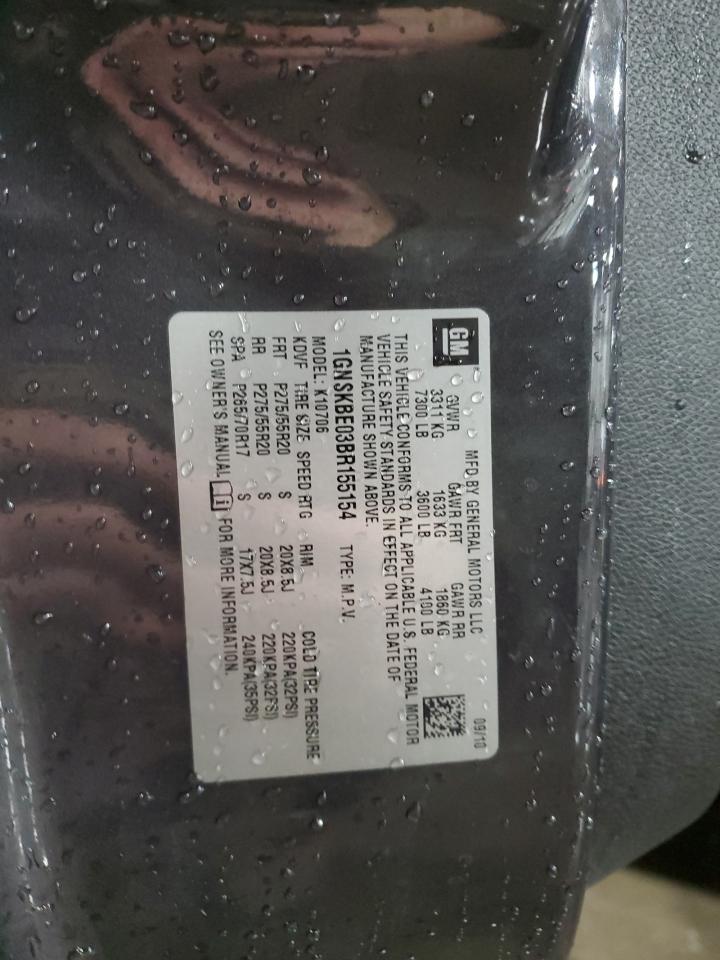 GM
MFD BY GENERAL MOTORS LLC 09/10
GVWR GAWR FRT GAWR RR
3311 KG 1633 KG 1860 KG
7300 LB 3600 LB 4100 LB
THIS VEHICLE CONFORMS TO ALL APPLICABLE U.S. FEDERAL MOTOR
VEHICLE SAFETY STANDARDS IN EFFECT ON THE DATE OF
MANUFACTURE SHOWN ABOVE.
1GNSKBE03BR155154 TYPE: M.P.V.
MODEL: K10706
KDVF TIRE SIZE SPEED RTG RIM COLD TIRE PRESSURE
FRT P275/55R20 S 20X8.5J 220KPA(32PSI)
RR P275/55R20 S 20X8.5J 220KPA(32PSI)
SPA P265/70R17 S 17X7.5J 240KPA(35PSI)
SEE OWNER'S MANUAL i FOR MORE INFORMATION.